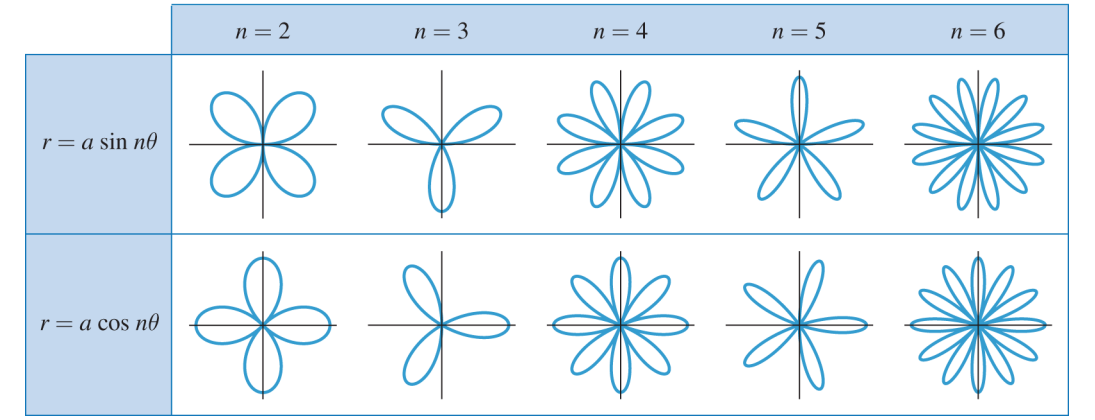 n = 2 n = 3 n = 4 n = 5 n = 6
r = a sin nθ
r = a cos nθ